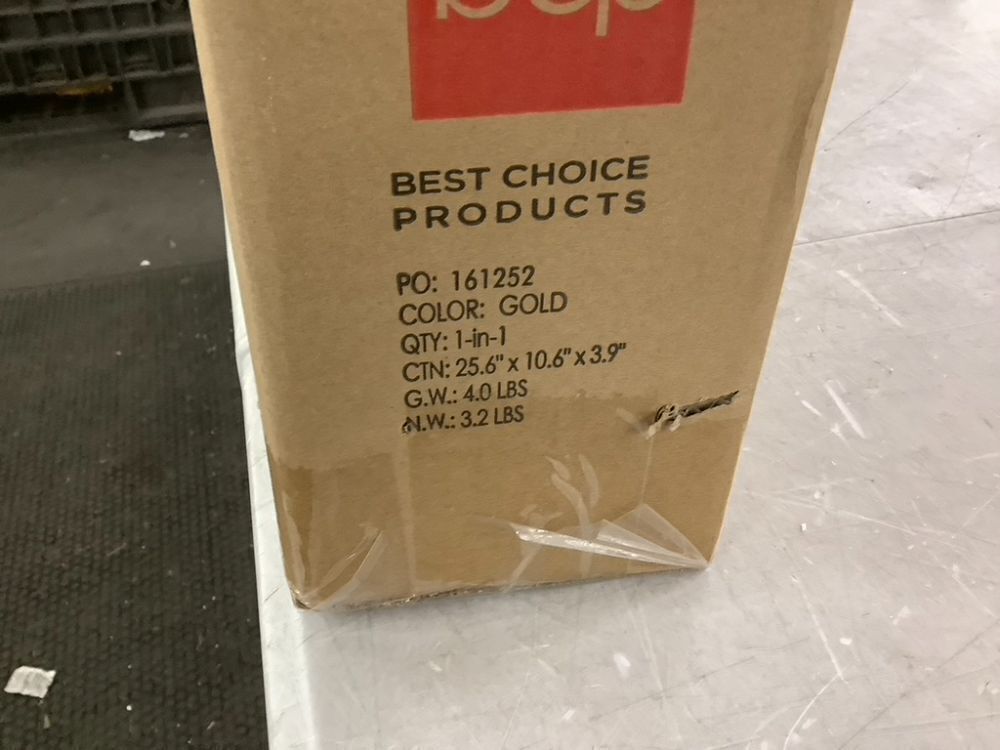 bcp
BEST CHOICE
PRODUCTS
PO: 161252
COLOR: GOLD
QTY: 1-in-1
CTN: 25.6" x 10.6" x 3.9"
G.W.: 4.0 LBS
N.W.: 3.2 LBS